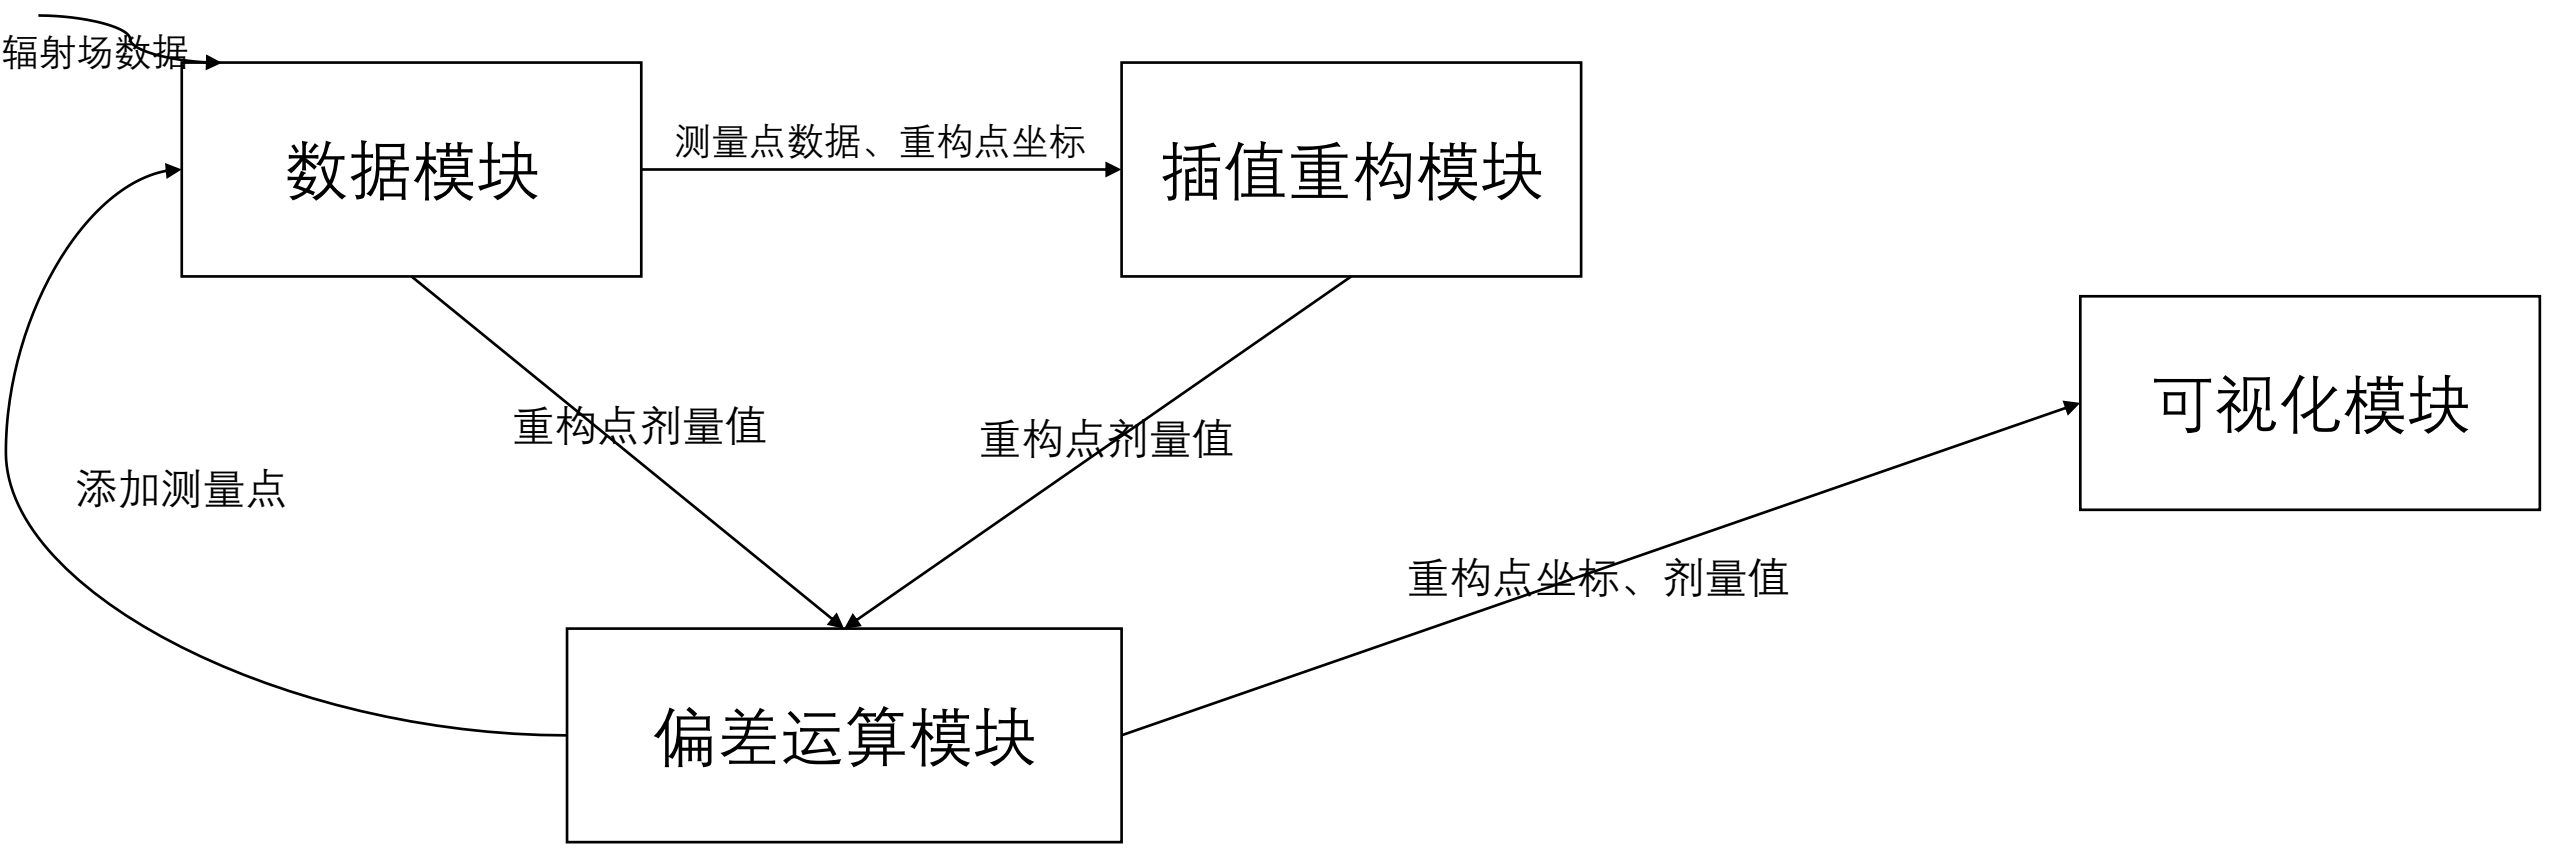 辐射场数据
测量点数据、重构点坐标
数据模块
插值重构模块
可视化模块
重构点剂量值
重构点剂量值
添加测量点
重构点坐标、剂量值
偏差运算模块